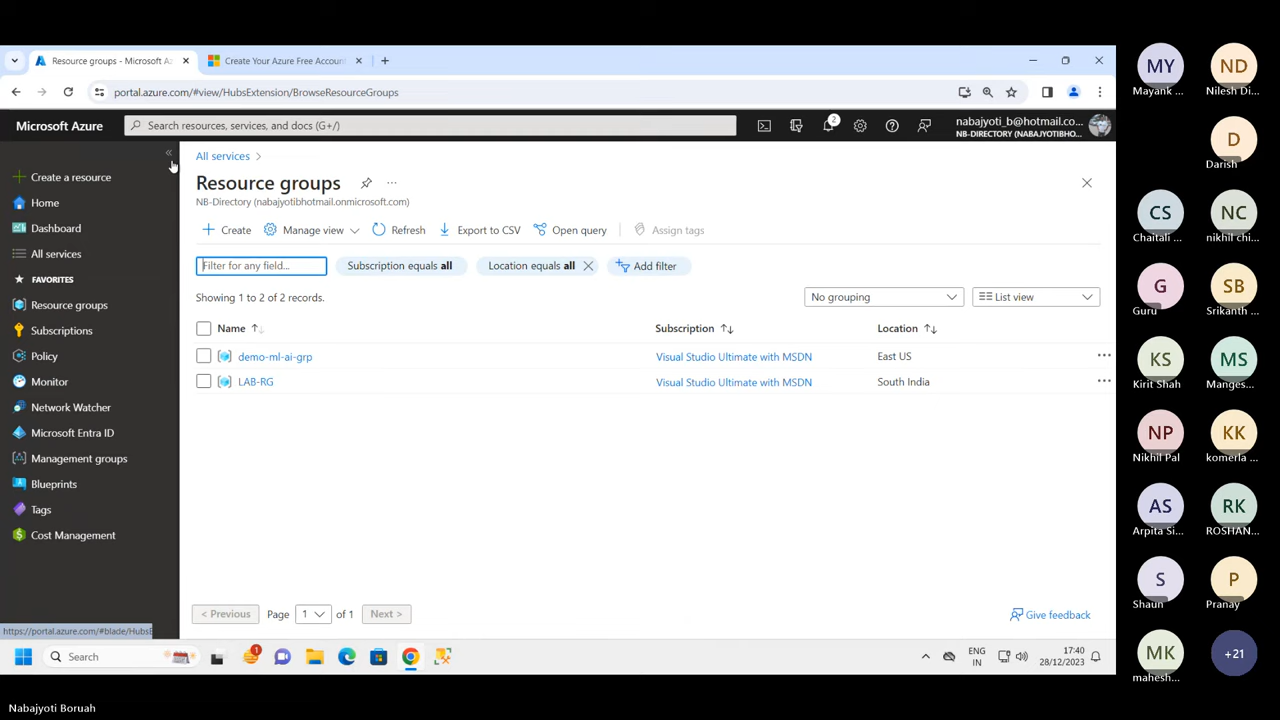 Resource groups - Microsoft A
Create Your Azure Free Accoun
portal.azure.com/#view/HubsExtension/BrowseResourceGroups
Microsoft Azure
Search resources, services, and docs (G+/)
2
nabajyoti_b@hotmail.co...
NB-DIRECTORY (NABAJYOTIBHO...
Create a resource
Home
Dashboard
All services
FAVORITES
Resource groups
Subscriptions
Policy
Monitor
Network Watcher
Microsoft Entra ID
Management groups
Blueprints
Tags
Cost Management
https://portal.azure.com/#blade/HubsE
All services >
Resource groups
NB-Directory (nabajyotibhotmail.onmicrosoft.com)
Create
Manage view
Refresh
Export to CSV
Open query
Assign tags
Filter for any field...
Subscription equals all
Location equals all
Add filter
Showing 1 to 2 of 2 records.
No grouping
List view
Name
Subscription
Location
demo-ml-ai-grp
Visual Studio Ultimate with MSDN
East US
LAB-RG
Visual Studio Ultimate with MSDN
South India
< Previous
Page
1
of 1
Next >
Give feedback
Search
1
ENG
IN
17:40
28/12/2023
MY
Mayank ...
ND
Nilesh Di...
D
Darish
CS
Chaitali ...
NC
nikhil chi...
G
Guru
SB
Srikanth ...
KS
Kirit Shah
MS
Manges...
NP
Nikhil Pal
KK
komerla ...
AS
Arpita Si...
RK
ROSHAN...
S
Shaun
P
Pranay
MK
mahesh...
+21
Nabajyoti Boruah